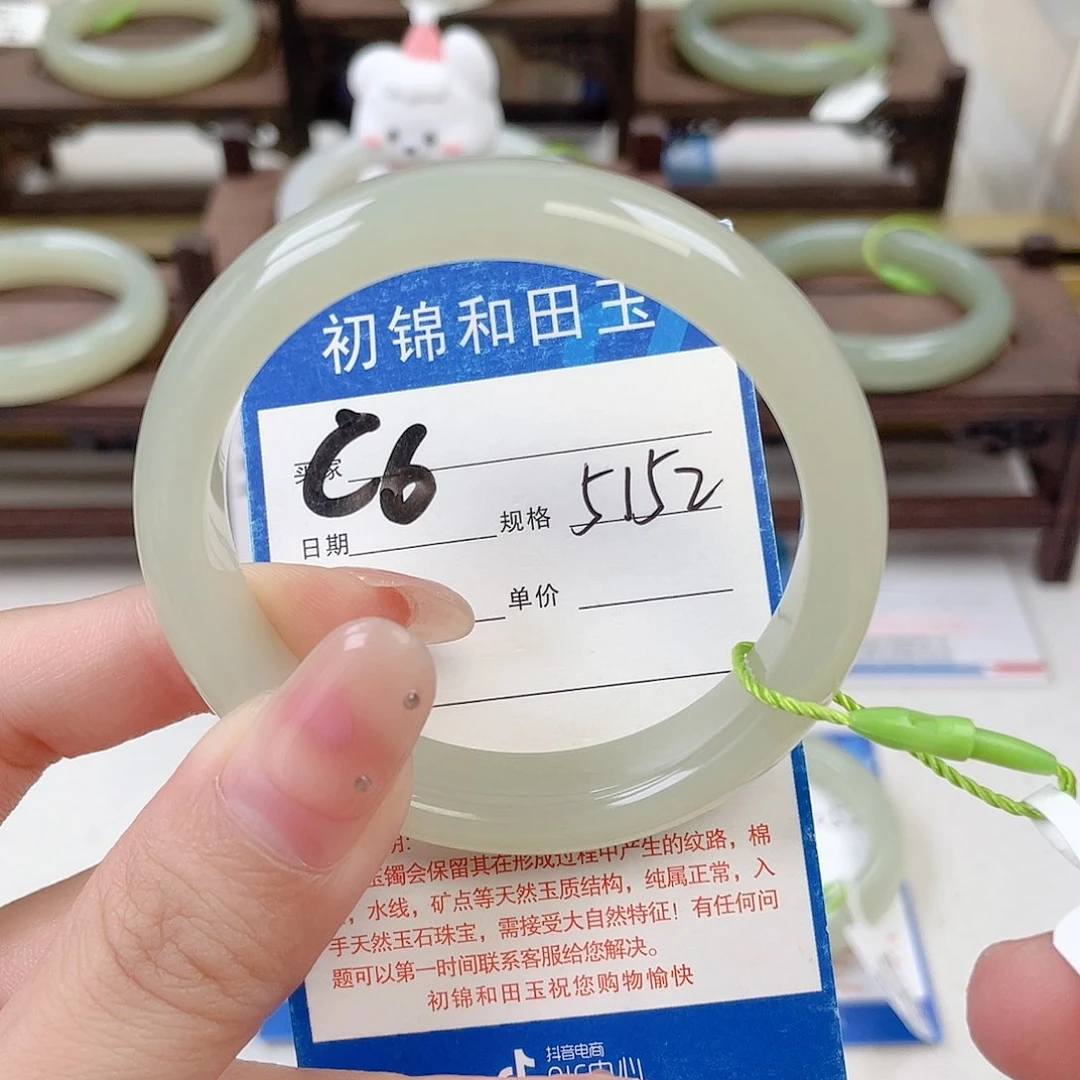 初锦和田玉
买家 C6
规格 5152
日期
单价
玉镯会保留其在形成过程中产生的纹路，棉
，水线，矿点等天然玉质结构，纯属正常，入
手天然玉石珠宝，需接受大自然特征！有任何问
题可以第一时间联系客服给您解决。
初锦和田玉祝您购物愉快
抖音电商